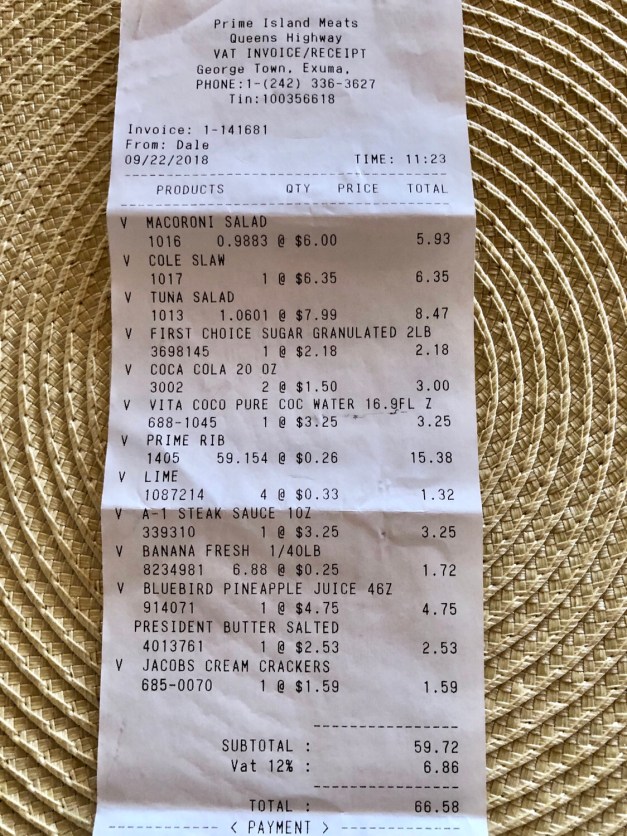 Prime Island Meats
Queens Highway
VAT INVOICE/RECEIPT
George Town, Exuma,
PHONE:1-(242) 336-3627
Tin:100356618
Invoice: 1-141681
From: Dale
09/22/2018 TIME: 11:23
PRODUCTS QTY PRICE TOTAL
V MACORONI SALAD
1016 0.9883 @ $6.00 5.93
V COLE SLAW
1017 1 @ $6.35 6.35
V TUNA SALAD
1013 1.0601 @ $7.99 8.47
V FIRST CHOICE SUGAR GRANULATED 2LB
3698145 1 @ $2.18 2.18
V COCA COLA 20 OZ
3002 2 @ $1.50 3.00
V VITA COCO PURE COC WATER 16.9FL Z
688-1045 1 @ $3.25 3.25
V PRIME RIB
1405 59.154 @ $0.26 15.38
V LIME
1087214 4 @ $0.33 1.32
V A-1 STEAK SAUCE 10Z
339310 1 @ $3.25 3.25
V BANANA FRESH 1/40LB
8234981 6.88 @ $0.25 1.72
V BLUEBIRD PINEAPPLE JUICE 46Z
914071 1 @ $4.75 4.75
PRESIDENT BUTTER SALTED
4013761 1 @ $2.53 2.53
V JACOBS CREAM CRACKERS
685-0070 1 @ $1.59 1.59
SUBTOTAL : 59.72
Vat 12% : 6.86
TOTAL : 66.58
< PAYMENT >